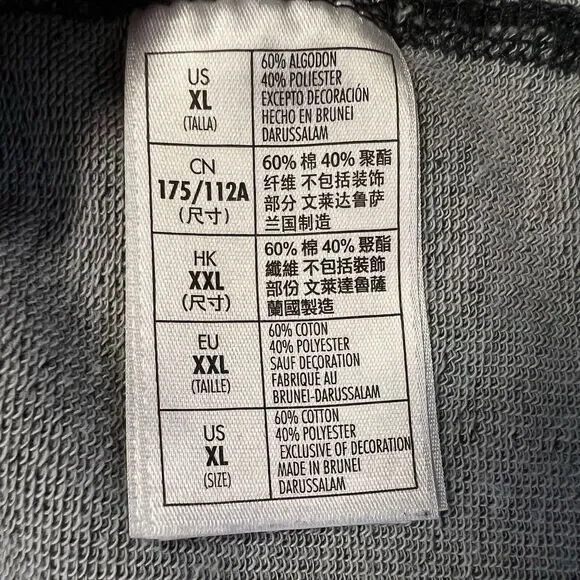 US
XL
(TALLA)
60% ALGODON
40% POLIESTER
EXCEPTO DECORACIÓN
HECHO EN BRUNEI
DARUSSALAM
CN
175/112A
(尺寸)
60% 棉 40% 聚酯
纤维 不包括装饰
部分 文莱达鲁萨
兰国制造
HK
XXL
(尺寸)
60% 棉 40% 聚酯
纖維 不包括裝飾
部份 文萊達魯薩
蘭國製造
EU
XXL
(TAILLE)
60% COTON
40% POLYESTER
SAUF DECORATION
FABRIQUÉ AU
BRUNEI-DARUSSALAM
US
XL
(SIZE)
60% COTTON
40% POLYESTER
EXCLUSIVE OF DECORATION
MADE IN BRUNEI
DARUSSALAM